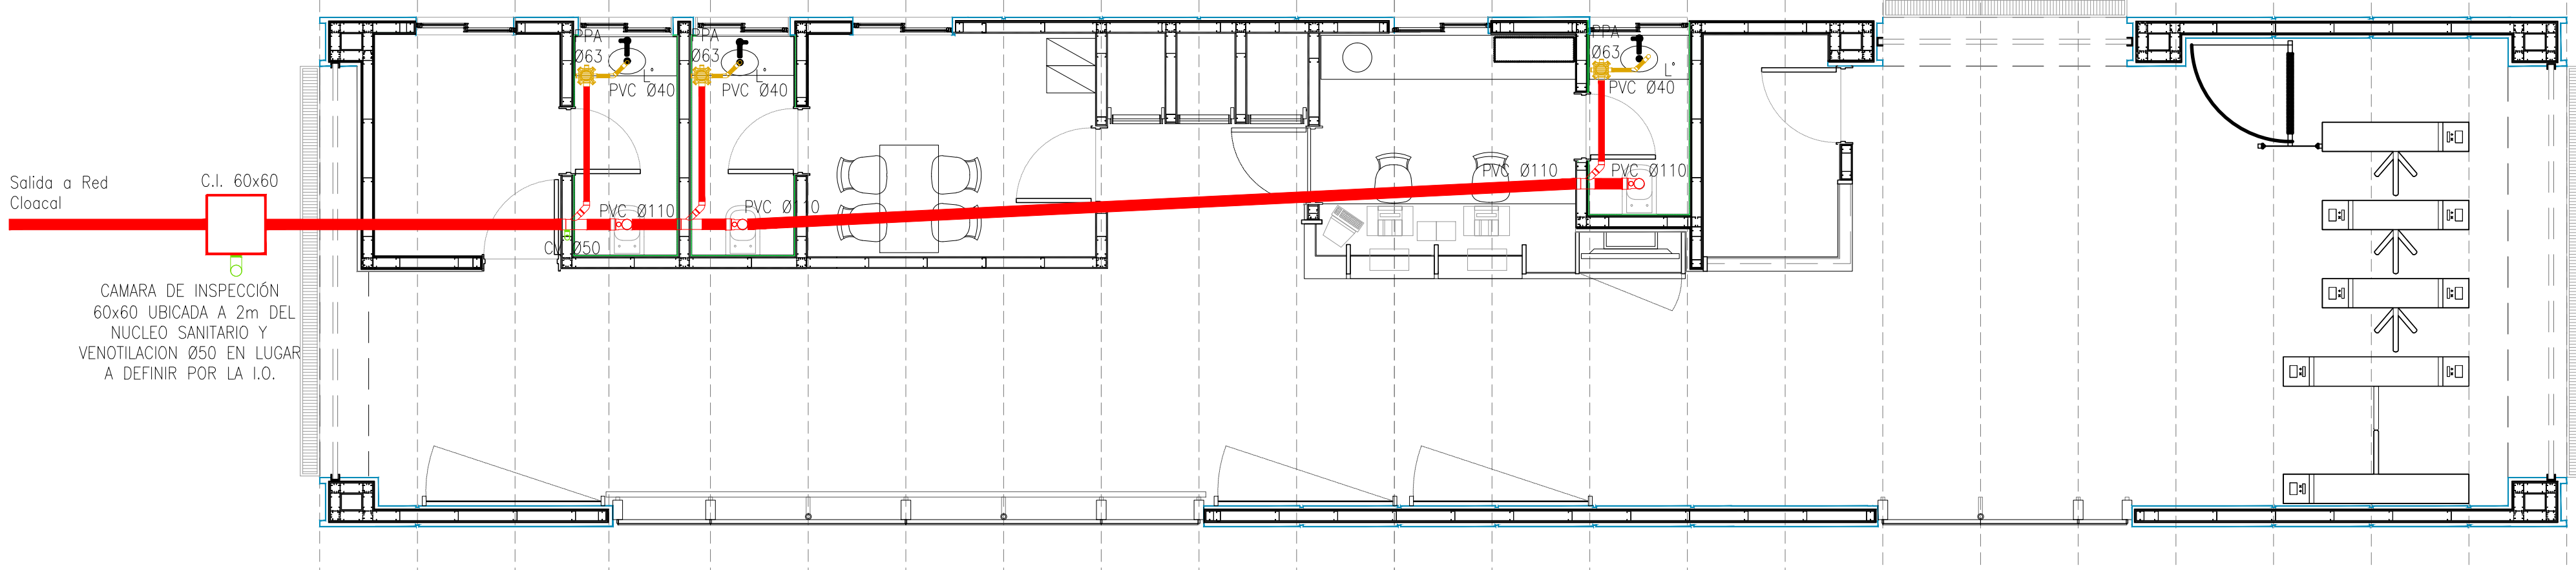 PPA
Ø63
L°
PVC Ø40
PPA
Ø63
L°
PVC Ø40
PPA
Ø63
L°
PVC Ø40
Salida a Red
Cloacal
C.I. 60x60
PVC Ø110
PVC Ø110
PVC Ø110
PVC Ø110
CAMARA DE INSPECCIÓN
60x60 UBICADA A 2m DEL
NUCLEO SANITARIO Y
VENOTILACION Ø50 EN LUGAR
A DEFINIR POR LA I.O.